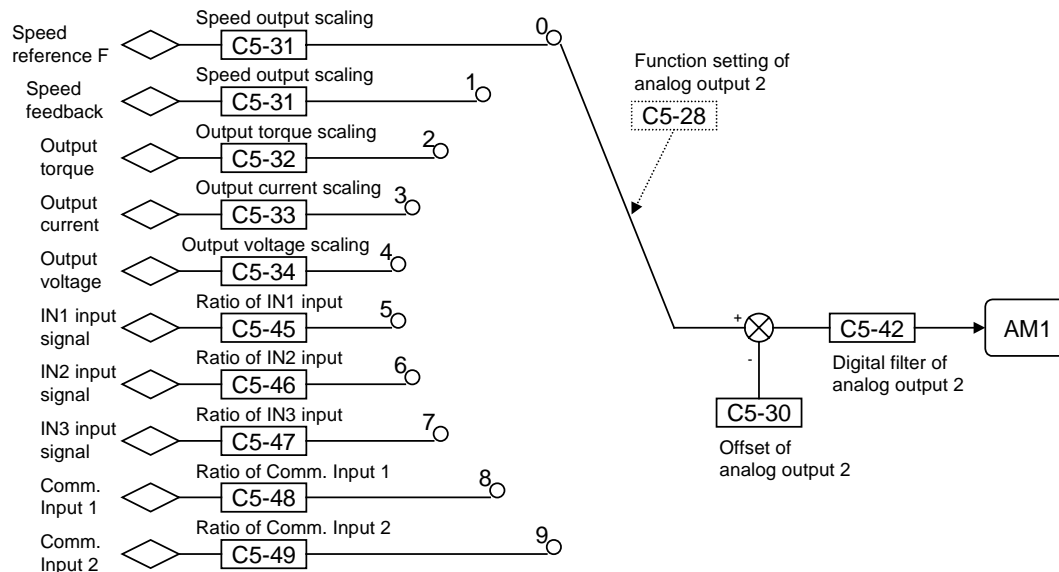 Speed
reference F
Speed output scaling
C5-31
0
Speed
feedback
Speed output scaling
C5-31
1
Output
torque
Output torque scaling
C5-32
2
Output
current
Output current scaling
C5-33
3
Output
voltage
Output voltage scaling
C5-34
4
IN1 input
signal
Ratio of IN1 input
C5-45
5
IN2 input
signal
Ratio of IN2 input
C5-46
6
IN3 input
signal
Ratio of IN3 input
C5-47
7
Comm.
Input 1
Ratio of Comm. Input 1
C5-48
8
Comm.
Input 2
Ratio of Comm. Input 2
C5-49
9
Function setting of
analog output 2
C5-28
+
-
C5-30
Offset of
analog output 2
C5-42
Digital filter of
analog output 2
AM1